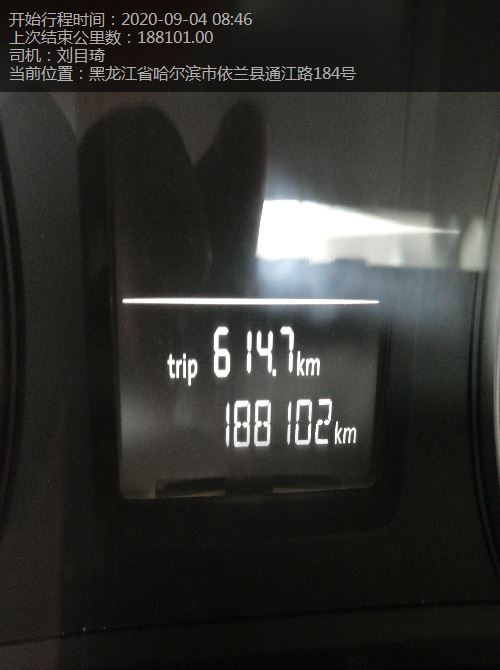 开始行程时间：2020-09-04 08:46
上次结束公里数：188101.00
司机：刘目琦
当前位置：黑龙江省哈尔滨市依兰县通江路184号
trip 614.7km
188102km